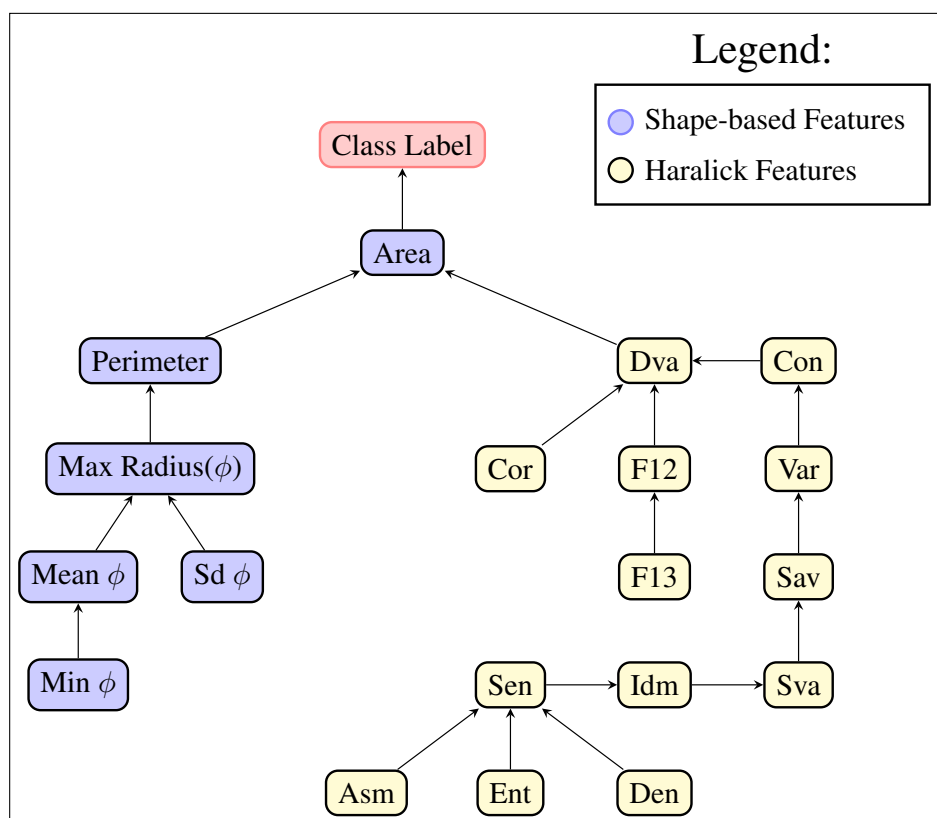 Legend:
Shape-based Features
Haralick Features
Class Label
Area
Perimeter
Dva
Con
Max Radius(ϕ)
Cor
F12
Var
Mean ϕ
Sd ϕ
F13
Sav
Min ϕ
Sen
Idm
Sva
Asm
Ent
Den